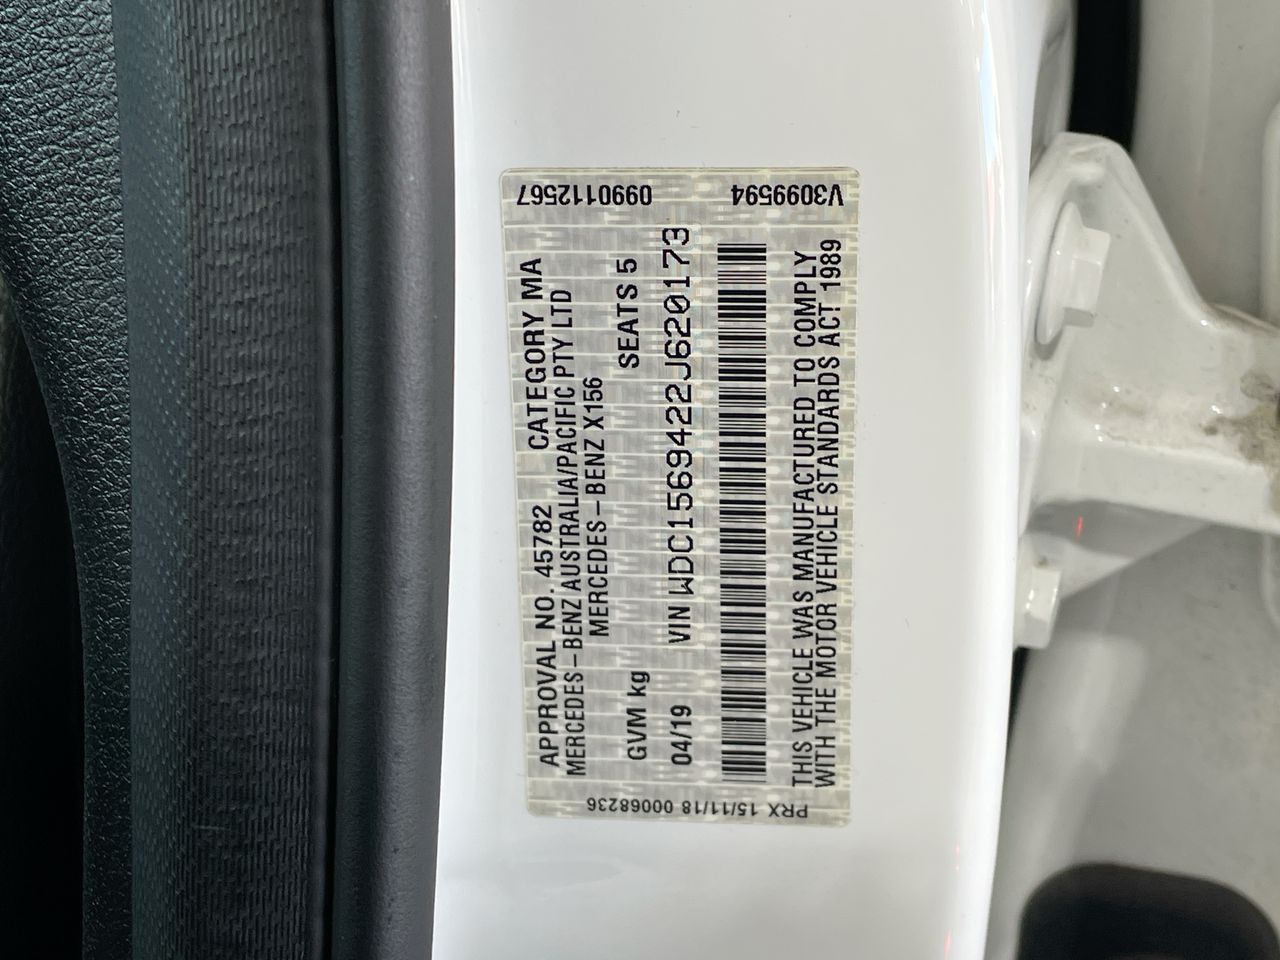 0990112567 V3099594
APPROVAL NO. 45782 CATEGORY MA
MERCEDES-BENZ AUSTRALIA/PACIFIC PTY LTD
MERCEDES-BENZ X156
GVM kg SEATS 5
04/19 VIN WDC1569422J620173
THIS VEHICLE WAS MANUFACTURED TO COMPLY
WITH THE MOTOR VEHICLE STANDARDS ACT 1989
PRX 15/11/18 00068236